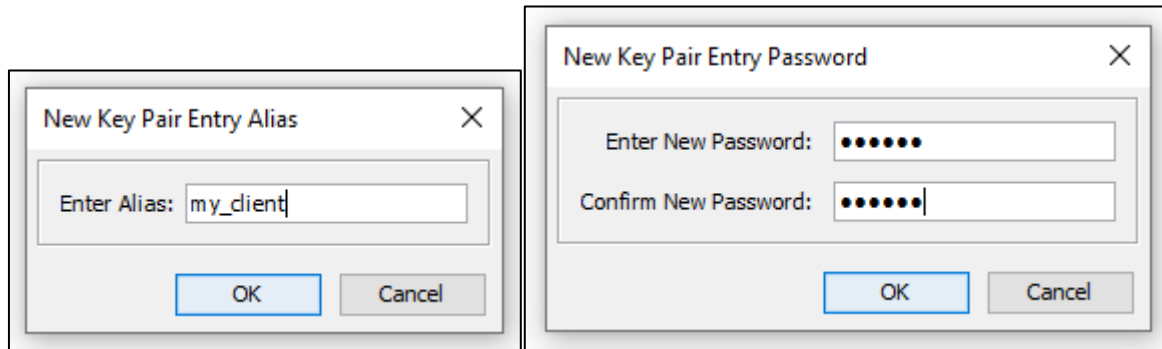 New Key Pair Entry Alias
Enter Alias: my_client
OK Cancel
New Key Pair Entry Password
Enter New Password: ••••••
Confirm New Password: ••••••
OK Cancel